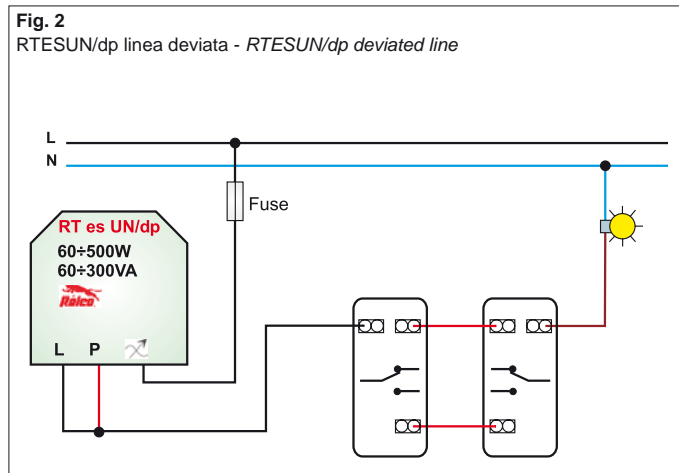 Fig. 2
RTESUN/dp linea deviata - RTESUN/dp deviated line
L
N
Fuse
RT es UN/dp
60÷500W
60÷300VA
Relco
L P